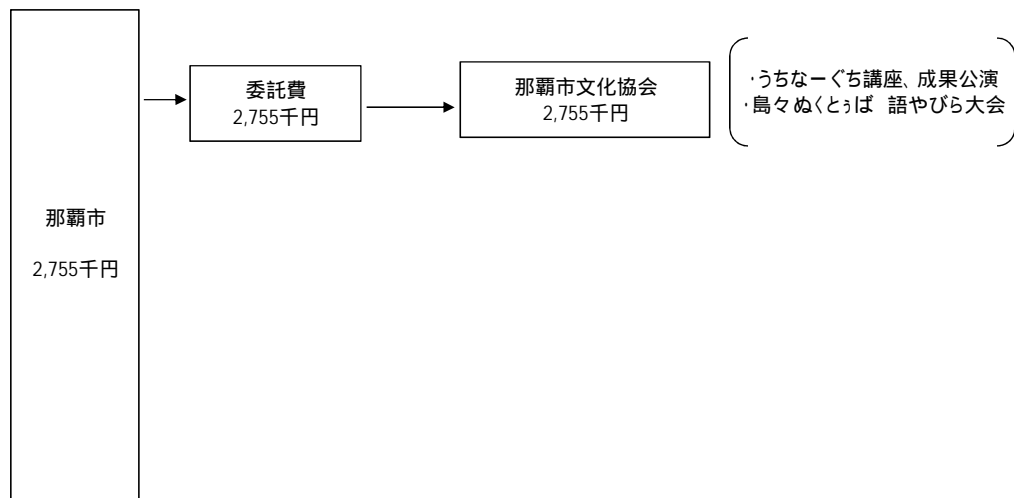 那覇市
2,755千円
委託費
2,755千円
那覇市文化協会
2,755千円
・うちなーぐち講座、成果公演
・島々ぬくとぅば 語やびら大会